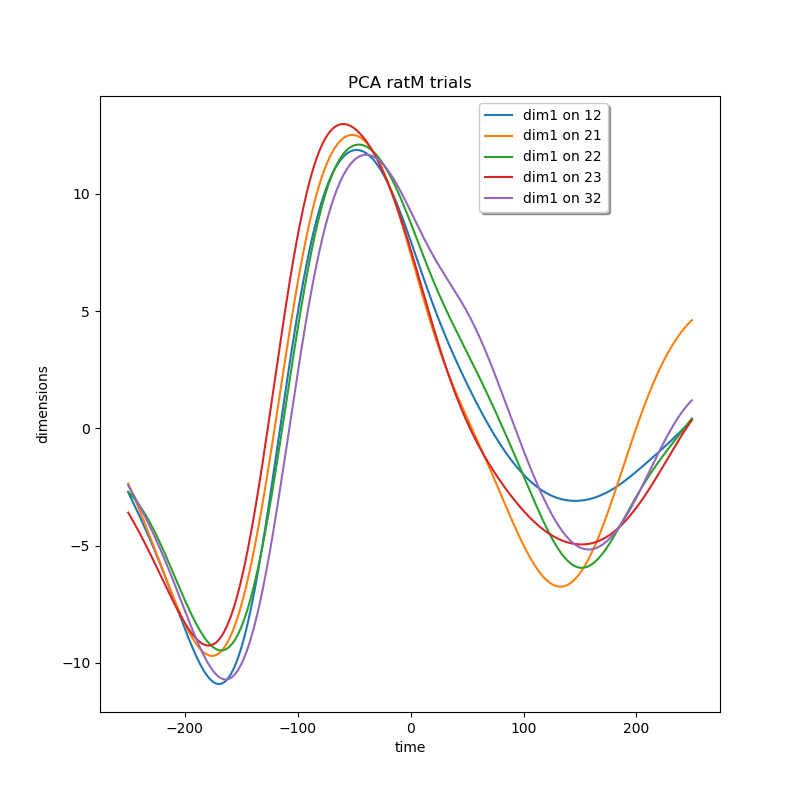 PCA ratM trials
dim1 on 12
dim1 on 21
dim1 on 22
dim1 on 23
dim1 on 32
10
5
0
−5
−10
dimensions
−200 −100 0 100 200
time